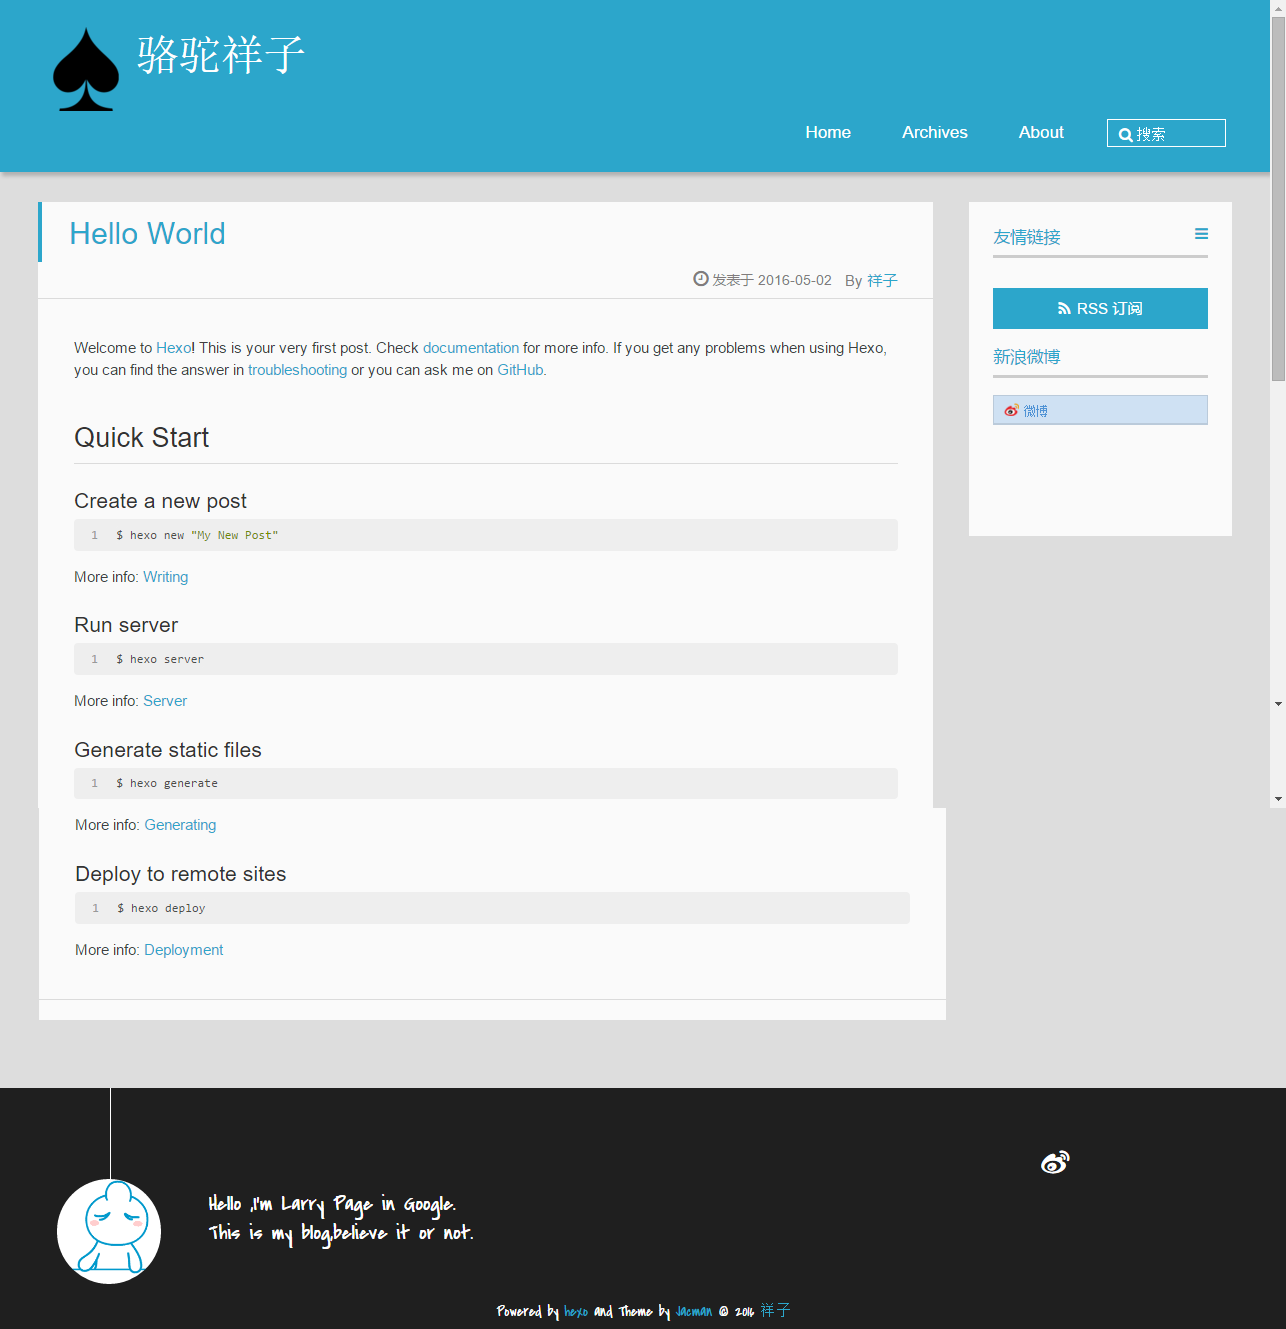 骆驼祥子
Home Archives About 搜索
Hello World
发表于 2016-05-02 By 祥子
Welcome to Hexo! This is your very first post. Check documentation for more info. If you get any problems when using Hexo,
you can find the answer in troubleshooting or you can ask me on GitHub.
Quick Start
Create a new post
1 $ hexo new "My New Post"
More info: Writing
Run server
1 $ hexo server
More info: Server
Generate static files
1 $ hexo generate
More info: Generating
Deploy to remote sites
1 $ hexo deploy
More info: Deployment
友情链接
RSS 订阅
新浪微博
微博
Hello ,I'm Larry Page in Google.
This is my blog,believe it or not.
Powered by hexo and Theme by Jacman © 2016 祥子